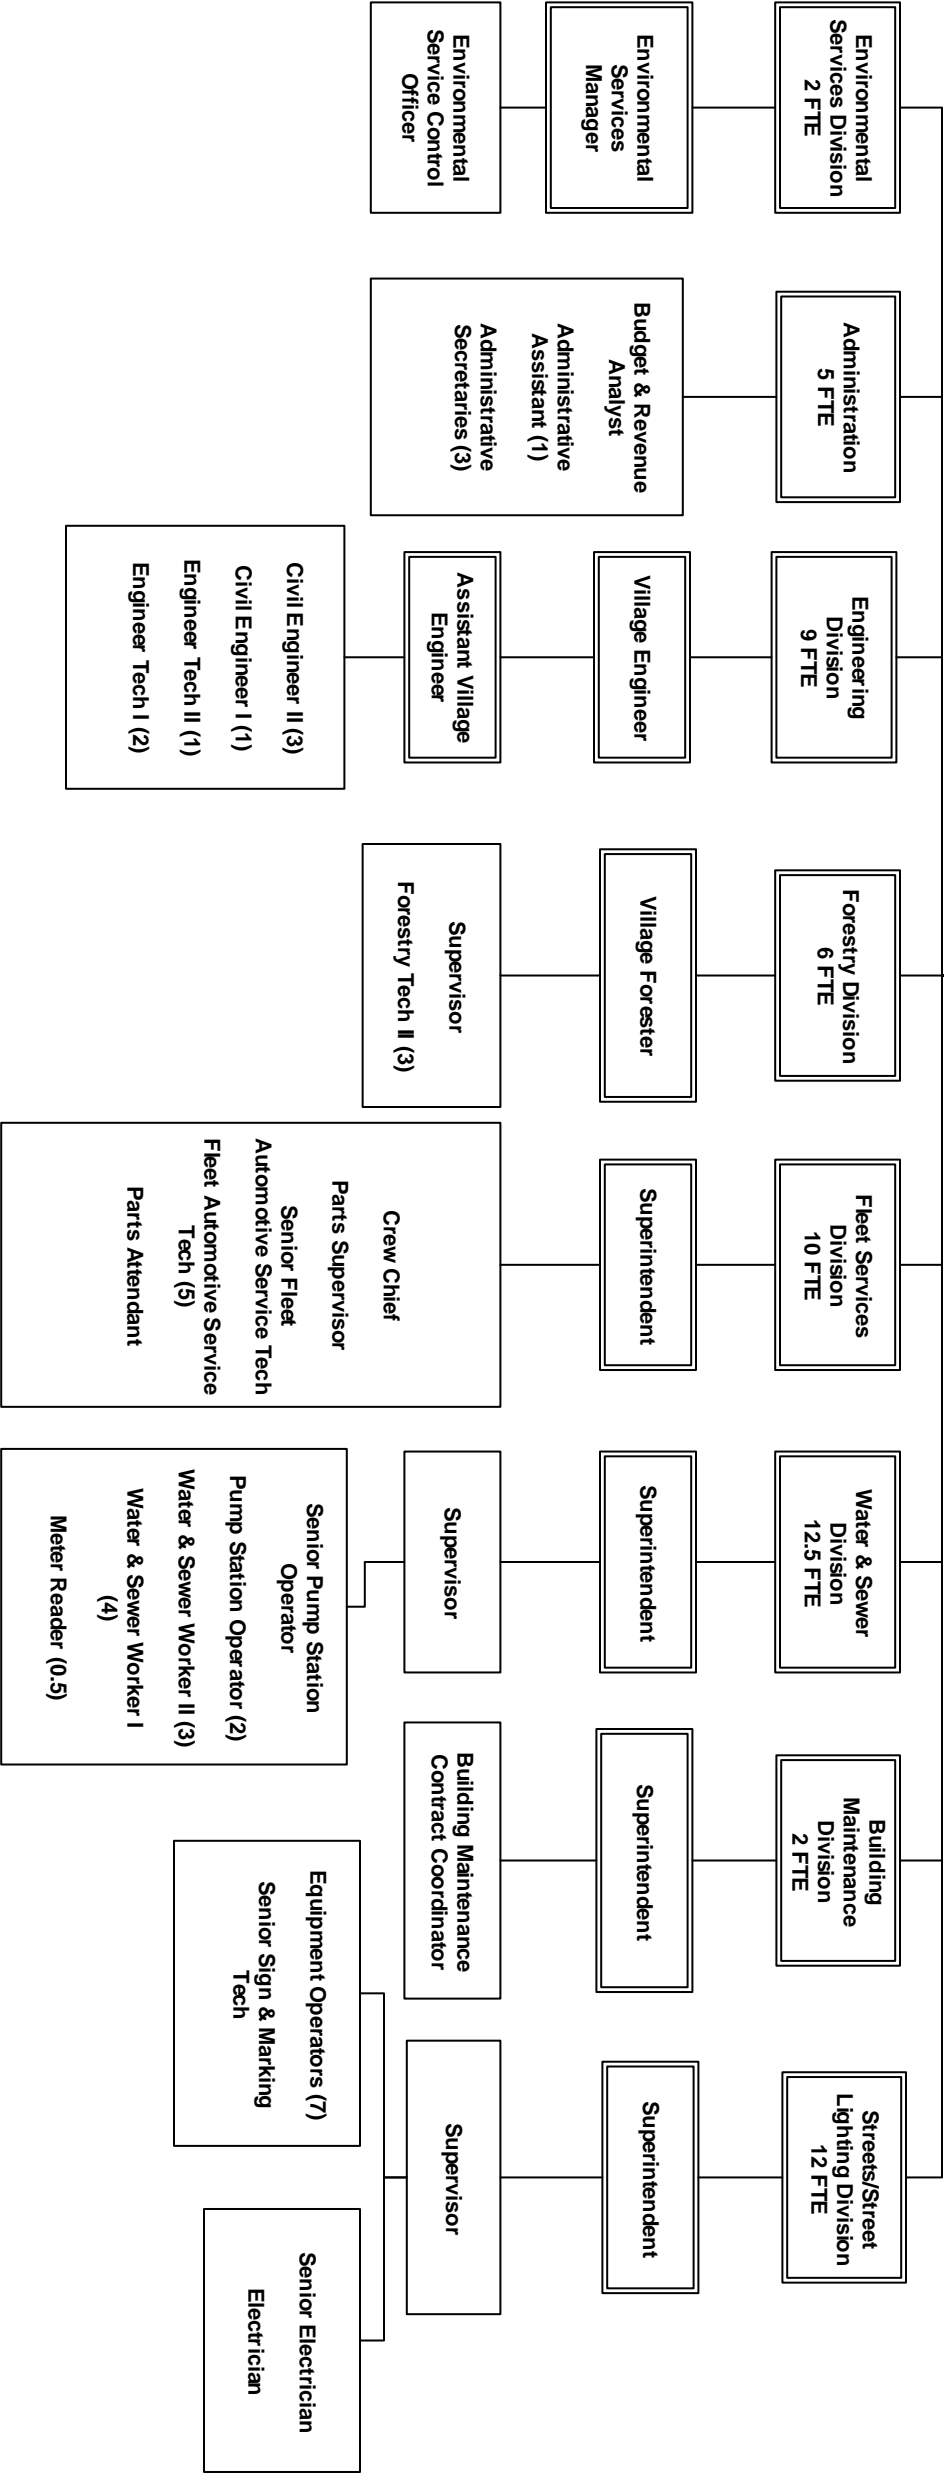 Environmental
Services Division
2 FTE
Environmental
Services
Manager
Environmental
Service Control
Officer
Administration
5 FTE
Budget & Revenue
Analyst
Administrative
Assistant (1)
Administrative
Secretaries (3)
Engineering
Division
9 FTE
Village Engineer
Assistant Village
Engineer
Civil Engineer II (3)
Civil Engineer I (1)
Engineer Tech II (1)
Engineer Tech I (2)
Forestry Division
6 FTE
Village Forester
Supervisor
Forestry Tech II (3)
Fleet Services
Division
10 FTE
Superintendent
Crew Chief
Parts Supervisor
Senior Fleet
Automotive Service Tech
Fleet Automotive Service
Tech (5)
Parts Attendant
Water & Sewer
Division
12.5 FTE
Superintendent
Supervisor
Senior Pump Station
Operator
Pump Station Operator (2)
Water & Sewer Worker II (3)
Water & Sewer Worker I
(4)
Meter Reader (0.5)
Building
Maintenance
Division
2 FTE
Superintendent
Building Maintenance
Contract Coordinator
Streets/Street
Lighting Division
12 FTE
Superintendent
Supervisor
Equipment Operators (7)
Senior Sign & Marking
Tech
Senior Electrician
Electrician